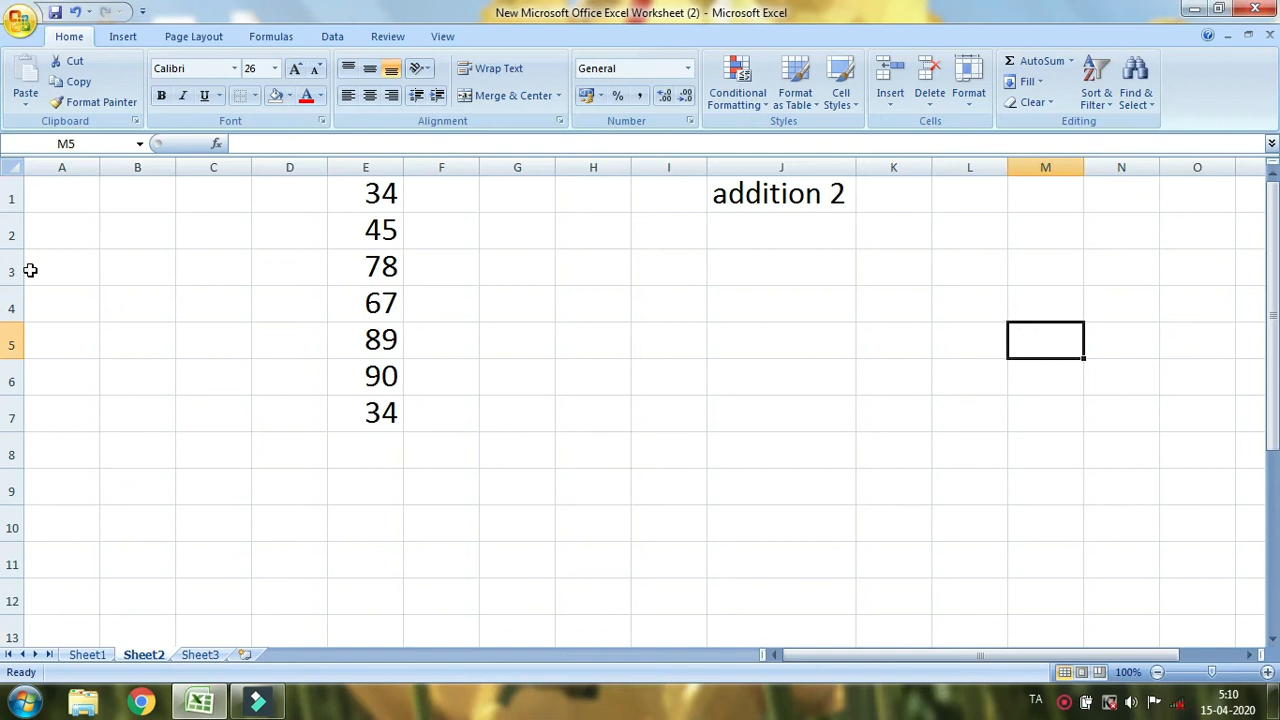 New Microsoft Office Excel Worksheet (2) - Microsoft Excel
Home Insert Page Layout Formulas Data Review View
Paste
Cut
Copy
Format Painter
Clipboard
Calibri 26
B I U
Font
Wrap Text
Merge & Center
Alignment
General
% ,
Number
Conditional Formatting
Format as Table
Cell Styles
Styles
Insert Delete Format
Cells
AutoSum
Fill
Clear
Sort & Filter
Find & Select
Editing
M5 fx
A B C D E F G H I J K L M N O
1 34 addition 2
2 45
3 78
4 67
5 89
6 90
7 34
8
9
10
11
12
13
Sheet1 Sheet2 Sheet3
Ready 100%
TA 5:10
15-04-2020